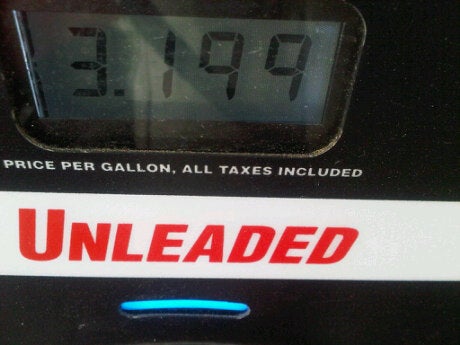 3.199
PRICE PER GALLON, ALL TAXES INCLUDED
UNLEADED